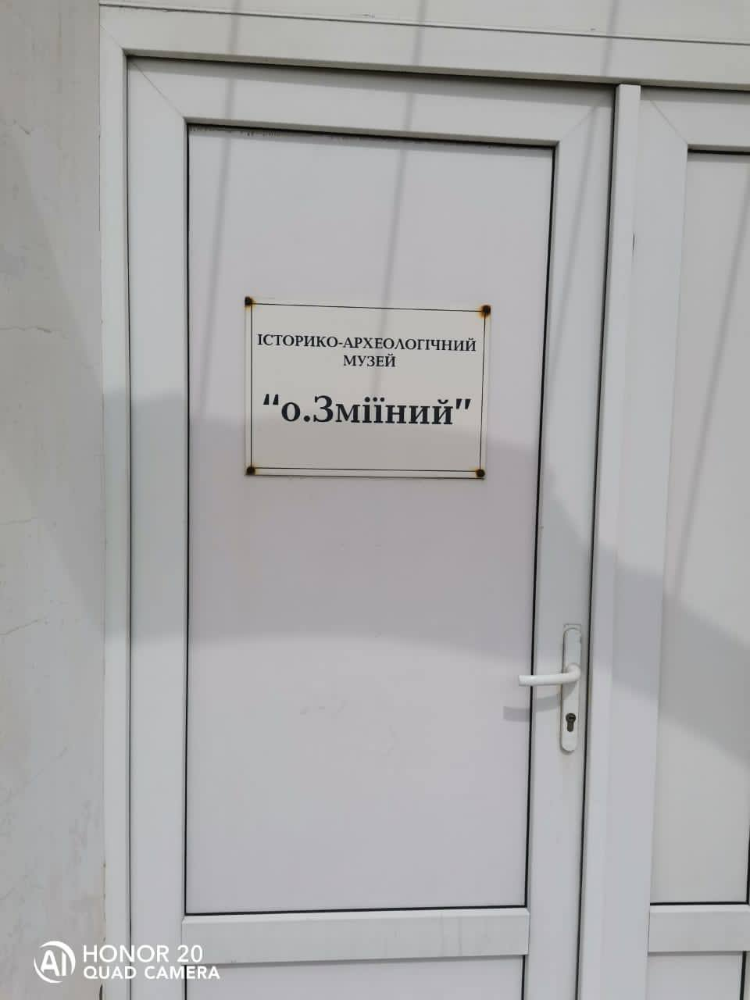 ІСТОРИКО-АРХЕОЛОГІЧНИЙ
МУЗЕЙ
“о.Зміїний"
HONOR 20
QUAD CAMERA